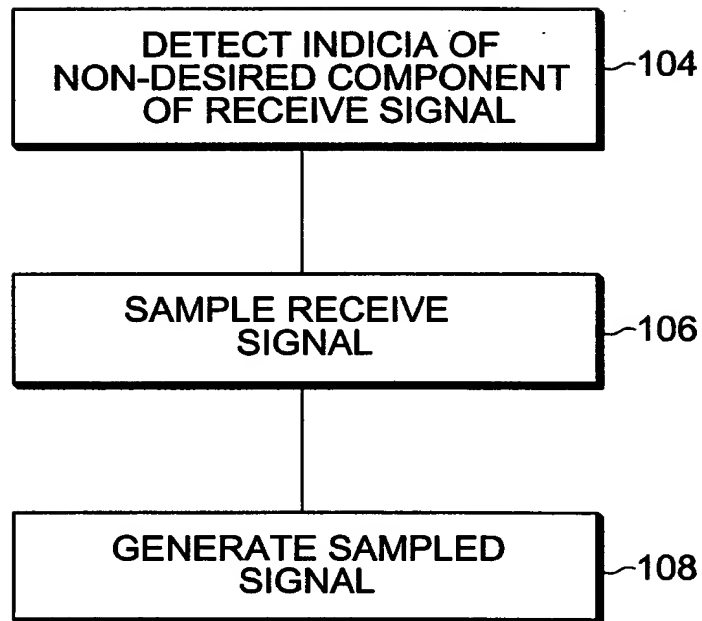 DETECT INDICIA OF
NON-DESIRED COMPONENT
OF RECEIVE SIGNAL
104
SAMPLE RECEIVE
SIGNAL
106
GENERATE SAMPLED
SIGNAL
108